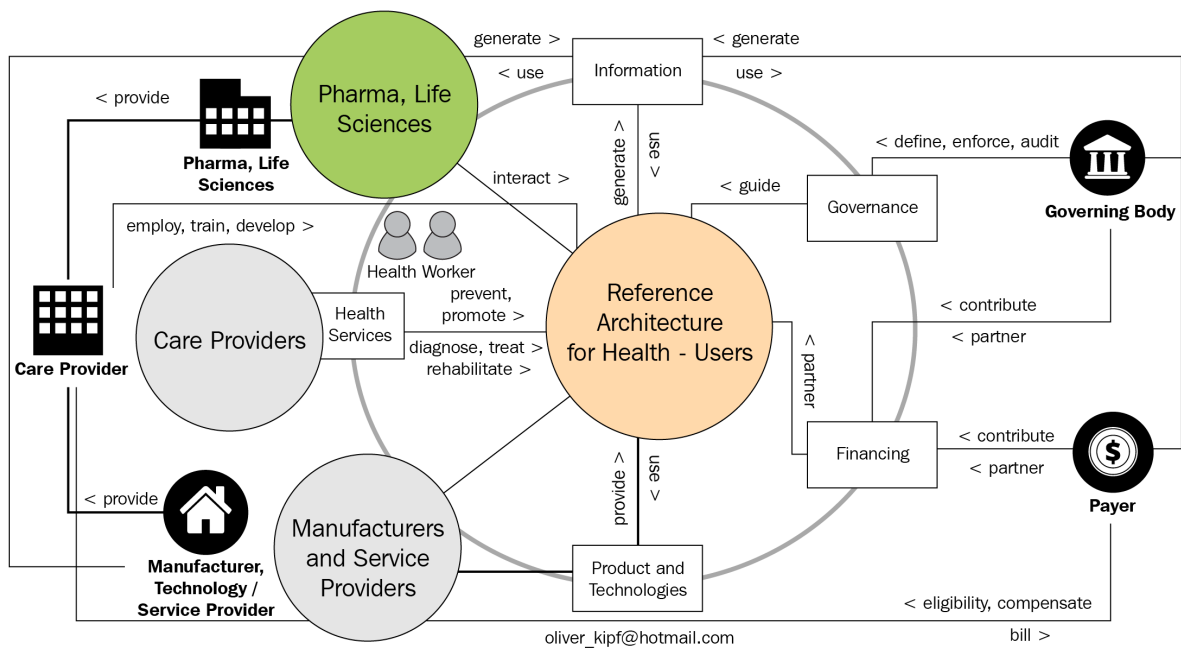 generate >
< generate
< use
Information
use >
Pharma, Life
Sciences
< provide
generate >
use >
< define, enforce, audit
Pharma, Life
Sciences
interact >
< guide
Governance
Governing Body
employ, train, develop >
Health Worker
prevent,
promote >
Reference
Architecture
for Health - Users
< contribute
< partner
Health
Services
Care Providers
diagnose, treat >
rehabilitate >
Care Provider
< partner
< contribute
Financing
< partner
$
Payer
provide >
use >
< provide
Manufacturers
and Service
Providers
Manufacturer,
Technology /
Service Provider
Product and
Technologies
< eligibility, compensate
oliver_kipf@hotmail.com
bill >